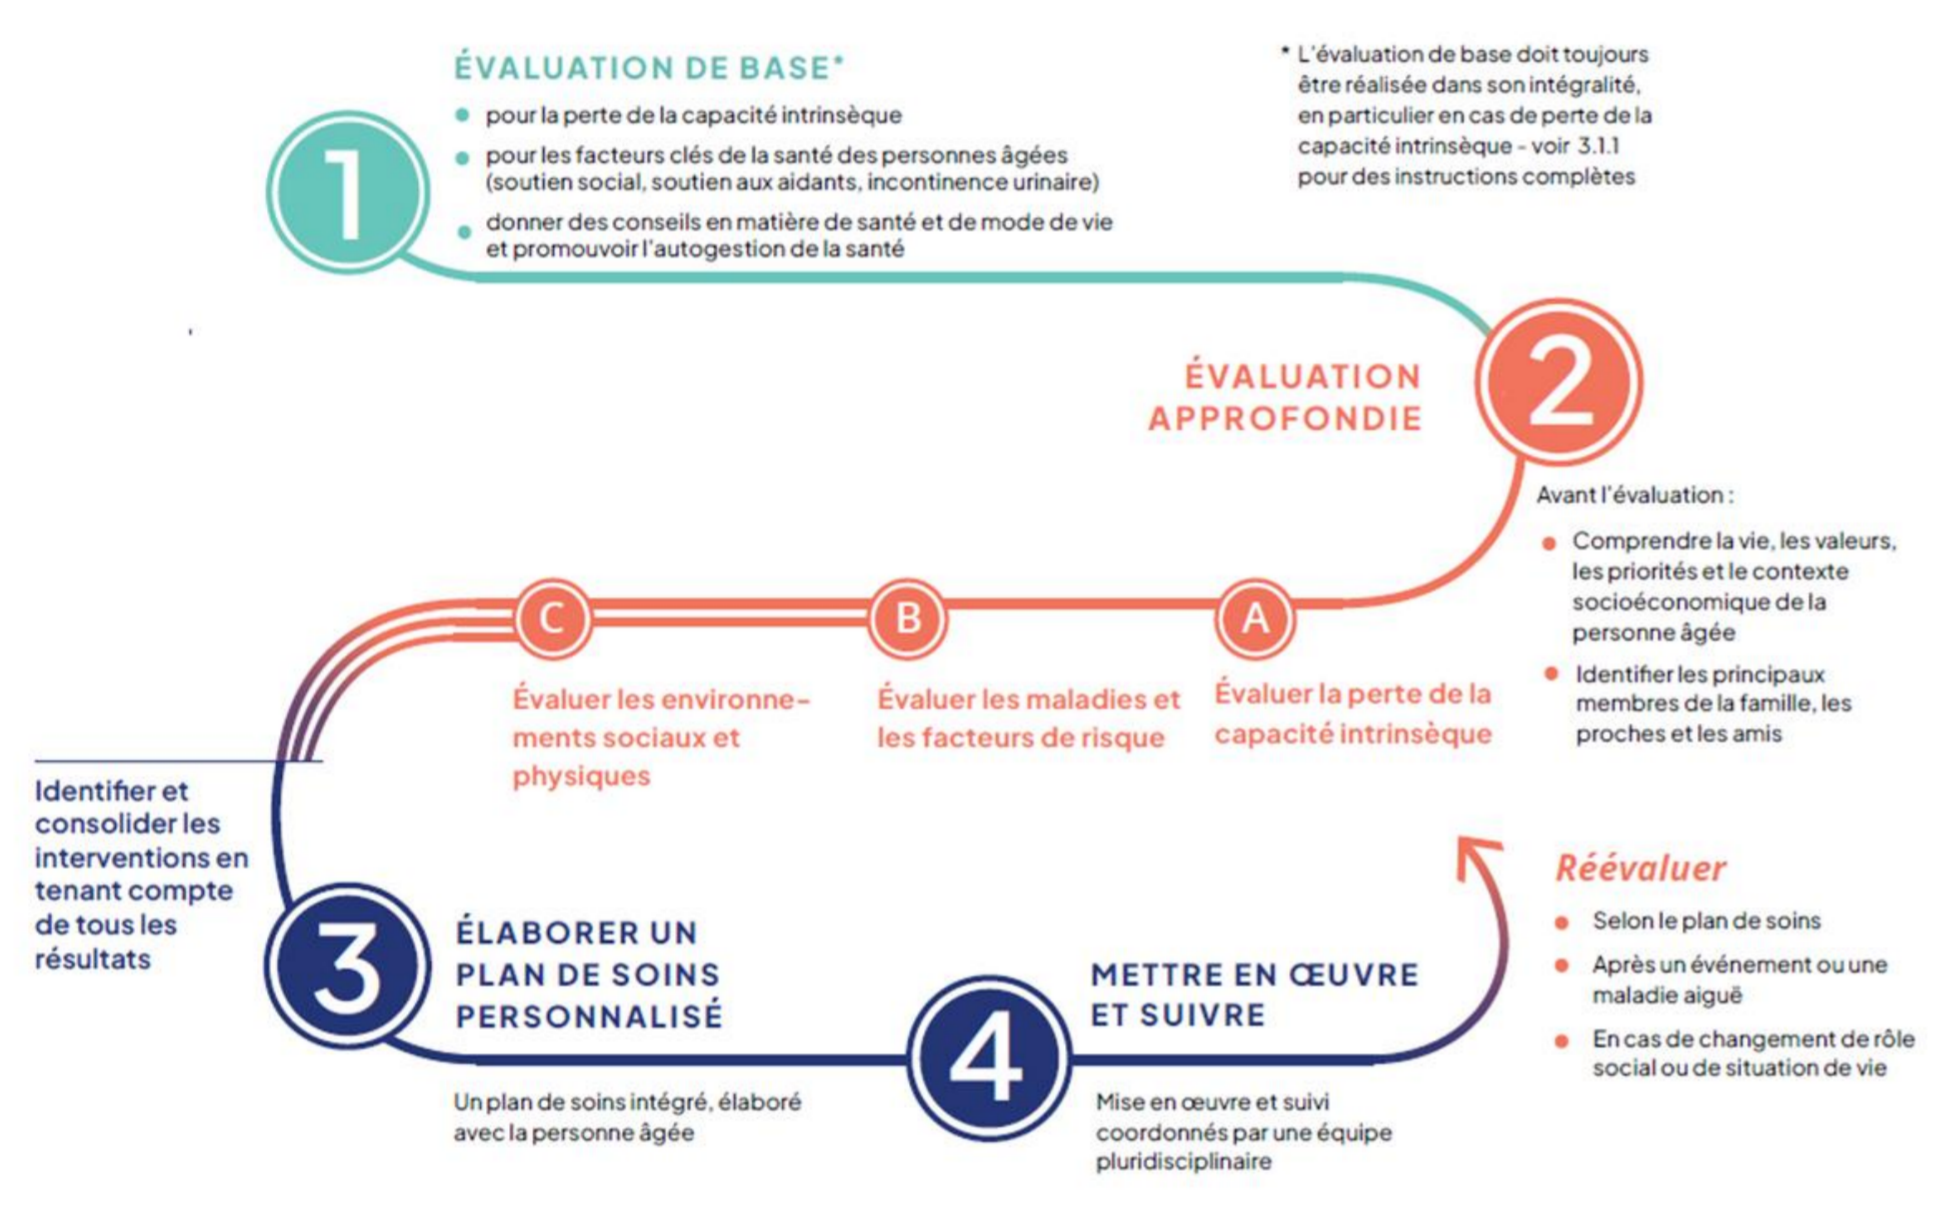 1
ÉVALUATION DE BASE*
pour la perte de la capacité intrinsèque
pour les facteurs clés de la santé des personnes âgées
(soutien social, soutien aux aidants, incontinence urinaire)
donner des conseils en matière de santé et de mode de vie
et promouvoir l'autogestion de la santé
* L'évaluation de base doit toujours
être réalisée dans son intégralité,
en particulier en cas de perte de la
capacité intrinsèque - voir 3.1.1
pour des instructions complètes
2
ÉVALUATION
APPROFONDIE
Avant l'évaluation :
Comprendre la vie, les valeurs,
les priorités et le contexte
socioéconomique de la
personne âgée
Identifier les principaux
membres de la famille, les
proches et les amis
A
Évaluer la perte de la
capacité intrinsèque
B
Évaluer les maladies et
les facteurs de risque
C
Évaluer les environne-
ments sociaux et
physiques
Identifier et
consolider les
interventions en
tenant compte
de tous les
résultats
3
ÉLABORER UN
PLAN DE SOINS
PERSONNALISÉ
Un plan de soins intégré, élaboré
avec la personne âgée
4
METTRE EN ŒUVRE
ET SUIVRE
Mise en œuvre et suivi
coordonnés par une équipe
pluridisciplinaire
Réévaluer
Selon le plan de soins
Après un événement ou une
maladie aiguë
En cas de changement de rôle
social ou de situation de vie